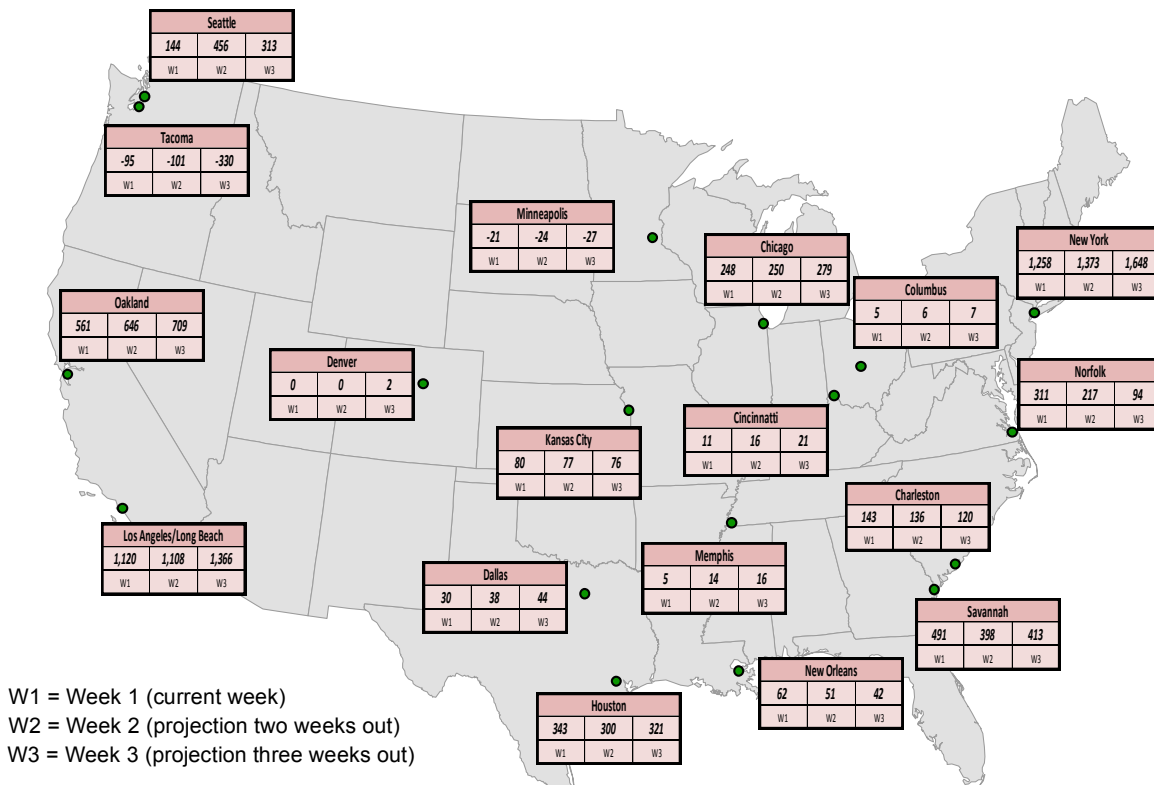 Seattle
144 456 313
W1 W2 W3
Tacoma
-95 -101 -330
W1 W2 W3
Minneapolis
-21 -24 -27
W1 W2 W3
Chicago
248 250 279
W1 W2 W3
New York
1,258 1,373 1,648
W1 W2 W3
Columbus
5 6 7
W1 W2 W3
Oakland
561 646 709
W1 W2 W3
Denver
0 0 2
W1 W2 W3
Norfolk
311 217 94
W1 W2 W3
Cincinnatti
11 16 21
W1 W2 W3
Kansas City
80 77 76
W1 W2 W3
Charleston
143 136 120
W1 W2 W3
Los Angeles/Long Beach
1,120 1,108 1,366
W1 W2 W3
Memphis
5 14 16
W1 W2 W3
Dallas
30 38 44
W1 W2 W3
Savannah
491 398 413
W1 W2 W3
New Orleans
62 51 42
W1 W2 W3
Houston
343 300 321
W1 W2 W3
W1 = Week 1 (current week)
W2 = Week 2 (projection two weeks out)
W3 = Week 3 (projection three weeks out)